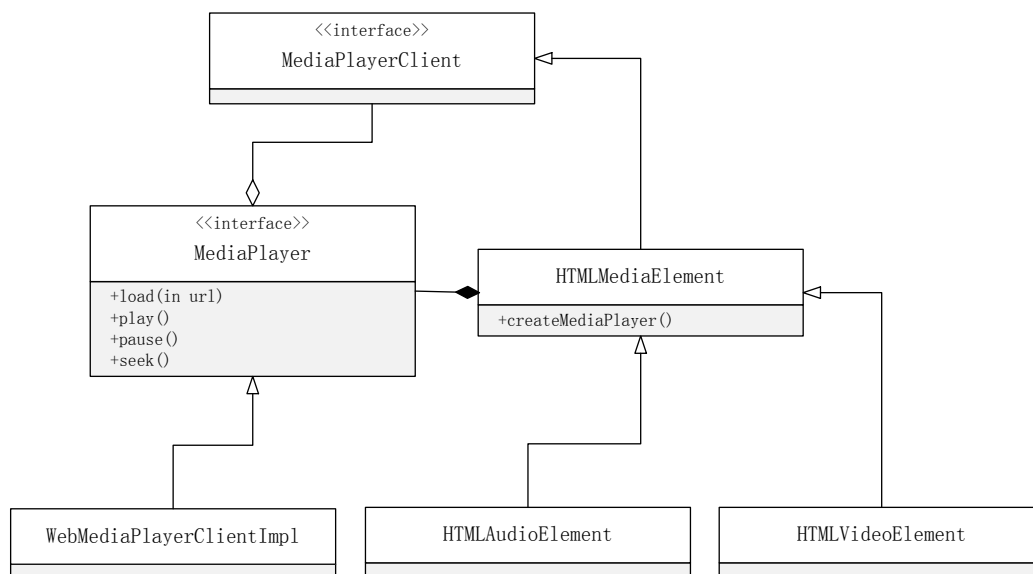 <<interface>>
MediaPlayerClient
<<interface>>
MediaPlayer
+load(in url)
+play()
+pause()
+seek()
HTMLMediaElement
+createMediaPlayer()
WebMediaPlayerClientImpl
HTMLAudioElement
HTMLVideoElement